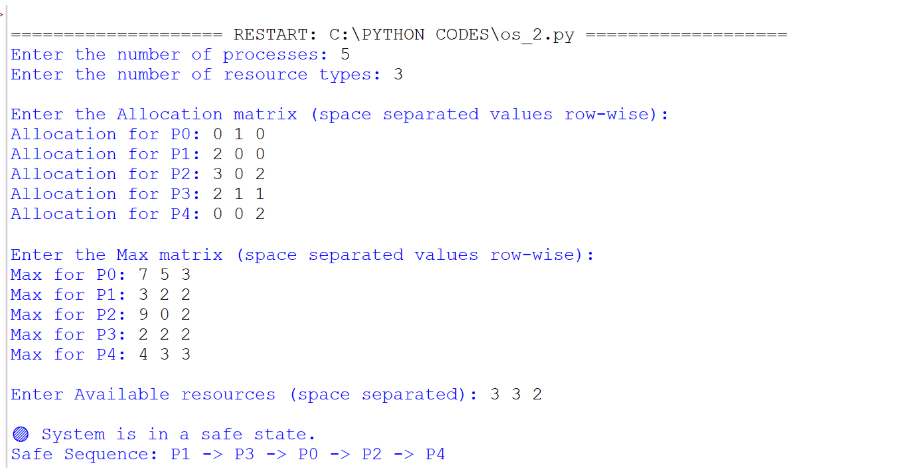 ==================== RESTART: C:\PYTHON CODES\os_2.py ===================
Enter the number of processes: 5
Enter the number of resource types: 3
Enter the Allocation matrix (space separated values row-wise):
Allocation for P0: 0 1 0
Allocation for P1: 2 0 0
Allocation for P2: 3 0 2
Allocation for P3: 2 1 1
Allocation for P4: 0 0 2
Enter the Max matrix (space separated values row-wise):
Max for P0: 7 5 3
Max for P1: 3 2 2
Max for P2: 9 0 2
Max for P3: 2 2 2
Max for P4: 4 3 3
Enter Available resources (space separated): 3 3 2
System is in a safe state.
Safe Sequence: P1 -> P3 -> P0 -> P2 -> P4